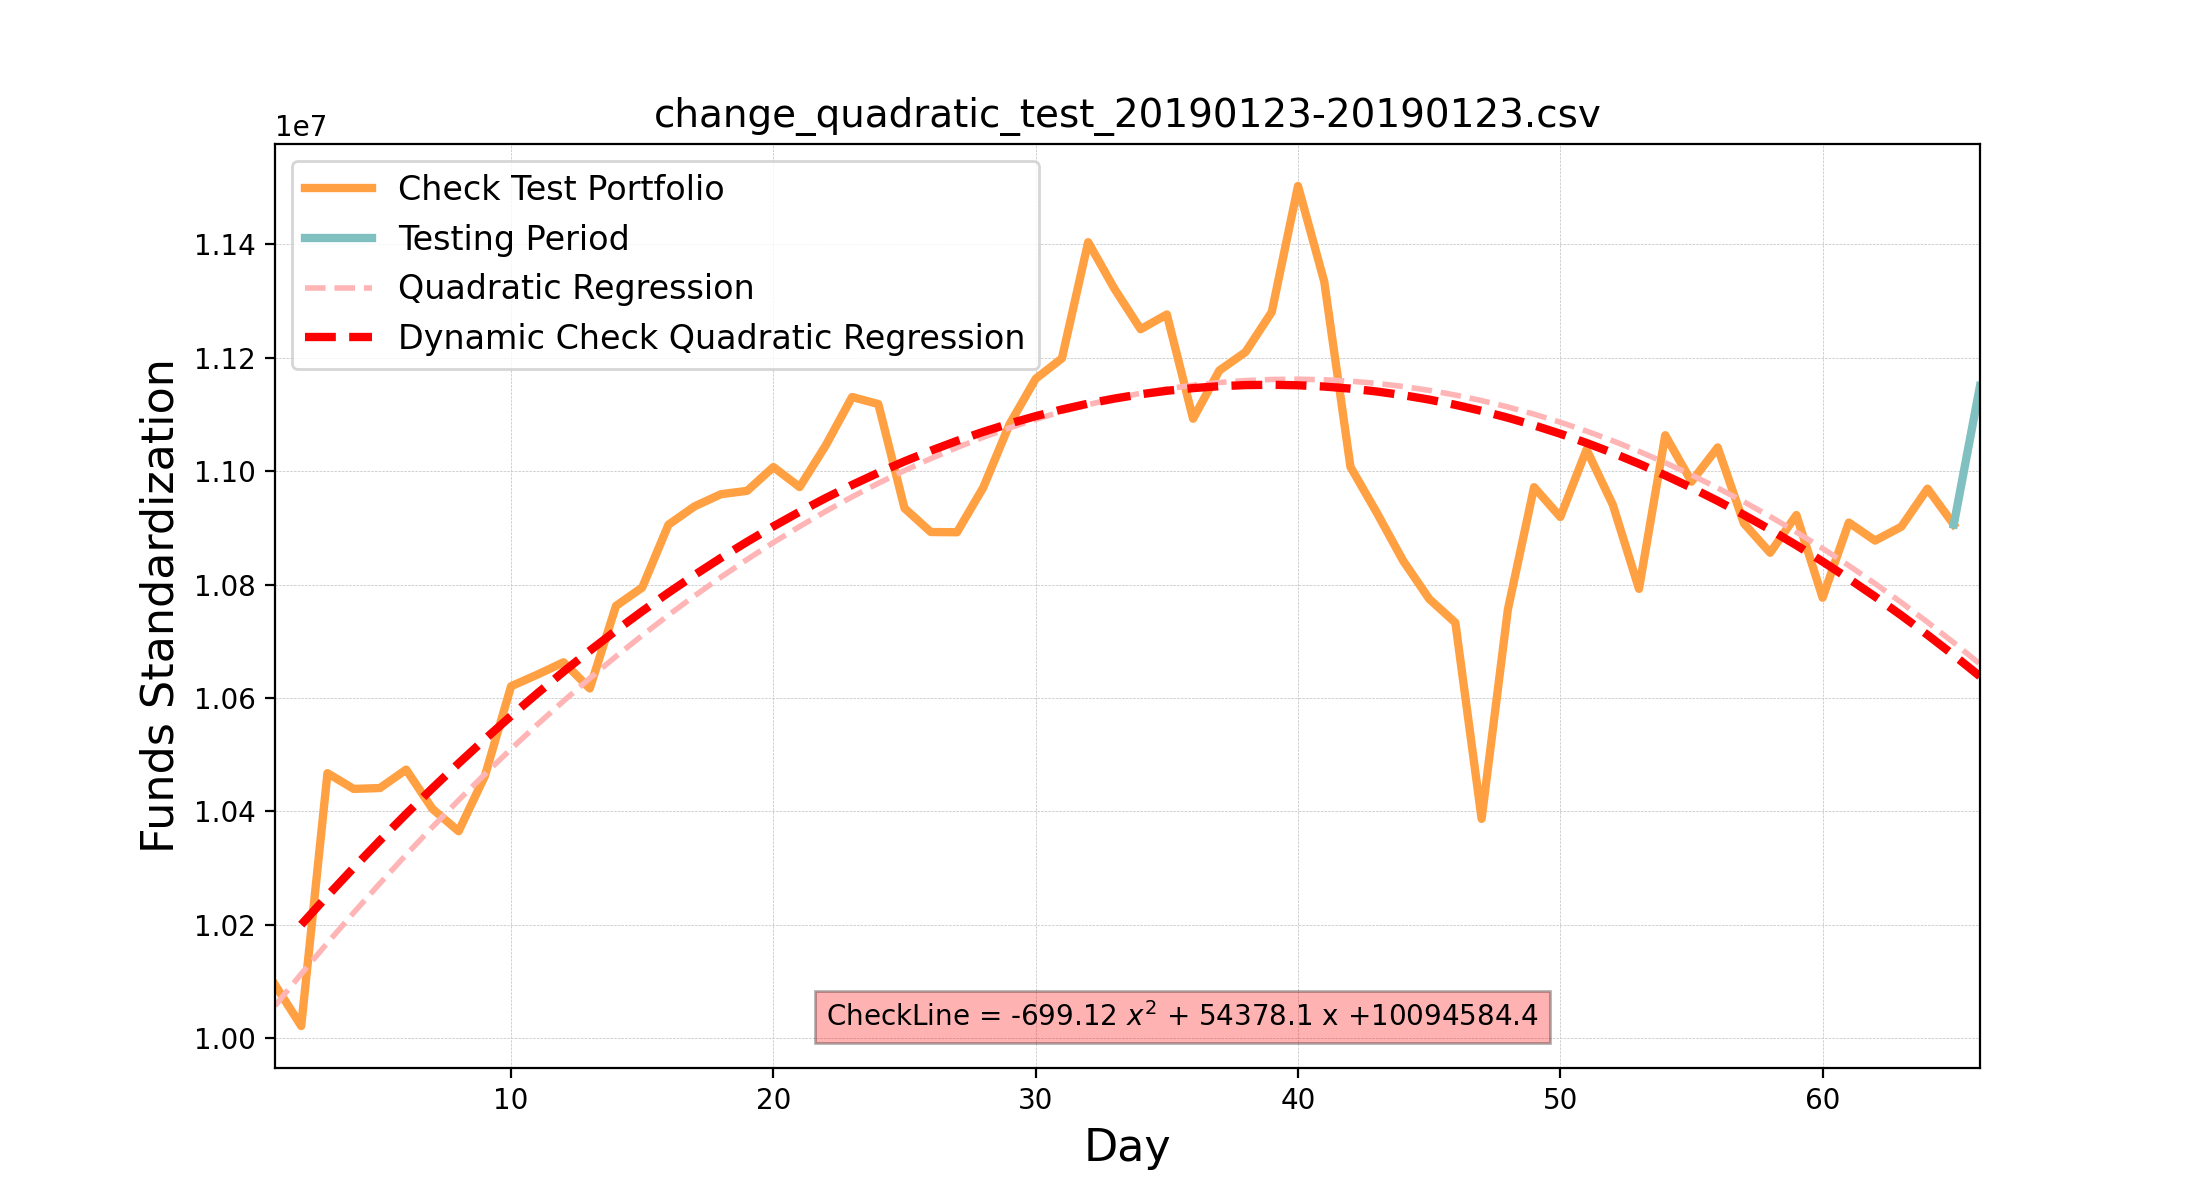 change_quadratic_test_20190123-20190123.csv
1e7
Check Test Portfolio
Testing Period
Quadratic Regression
Dynamic Check Quadratic Regression
1.14
1.12
1.10
1.08
1.06
1.04
1.02
1.00
Funds Standardization
CheckLine = -699.12 x² + 54378.1 x +10094584.4
10 20 30 40 50 60
Day